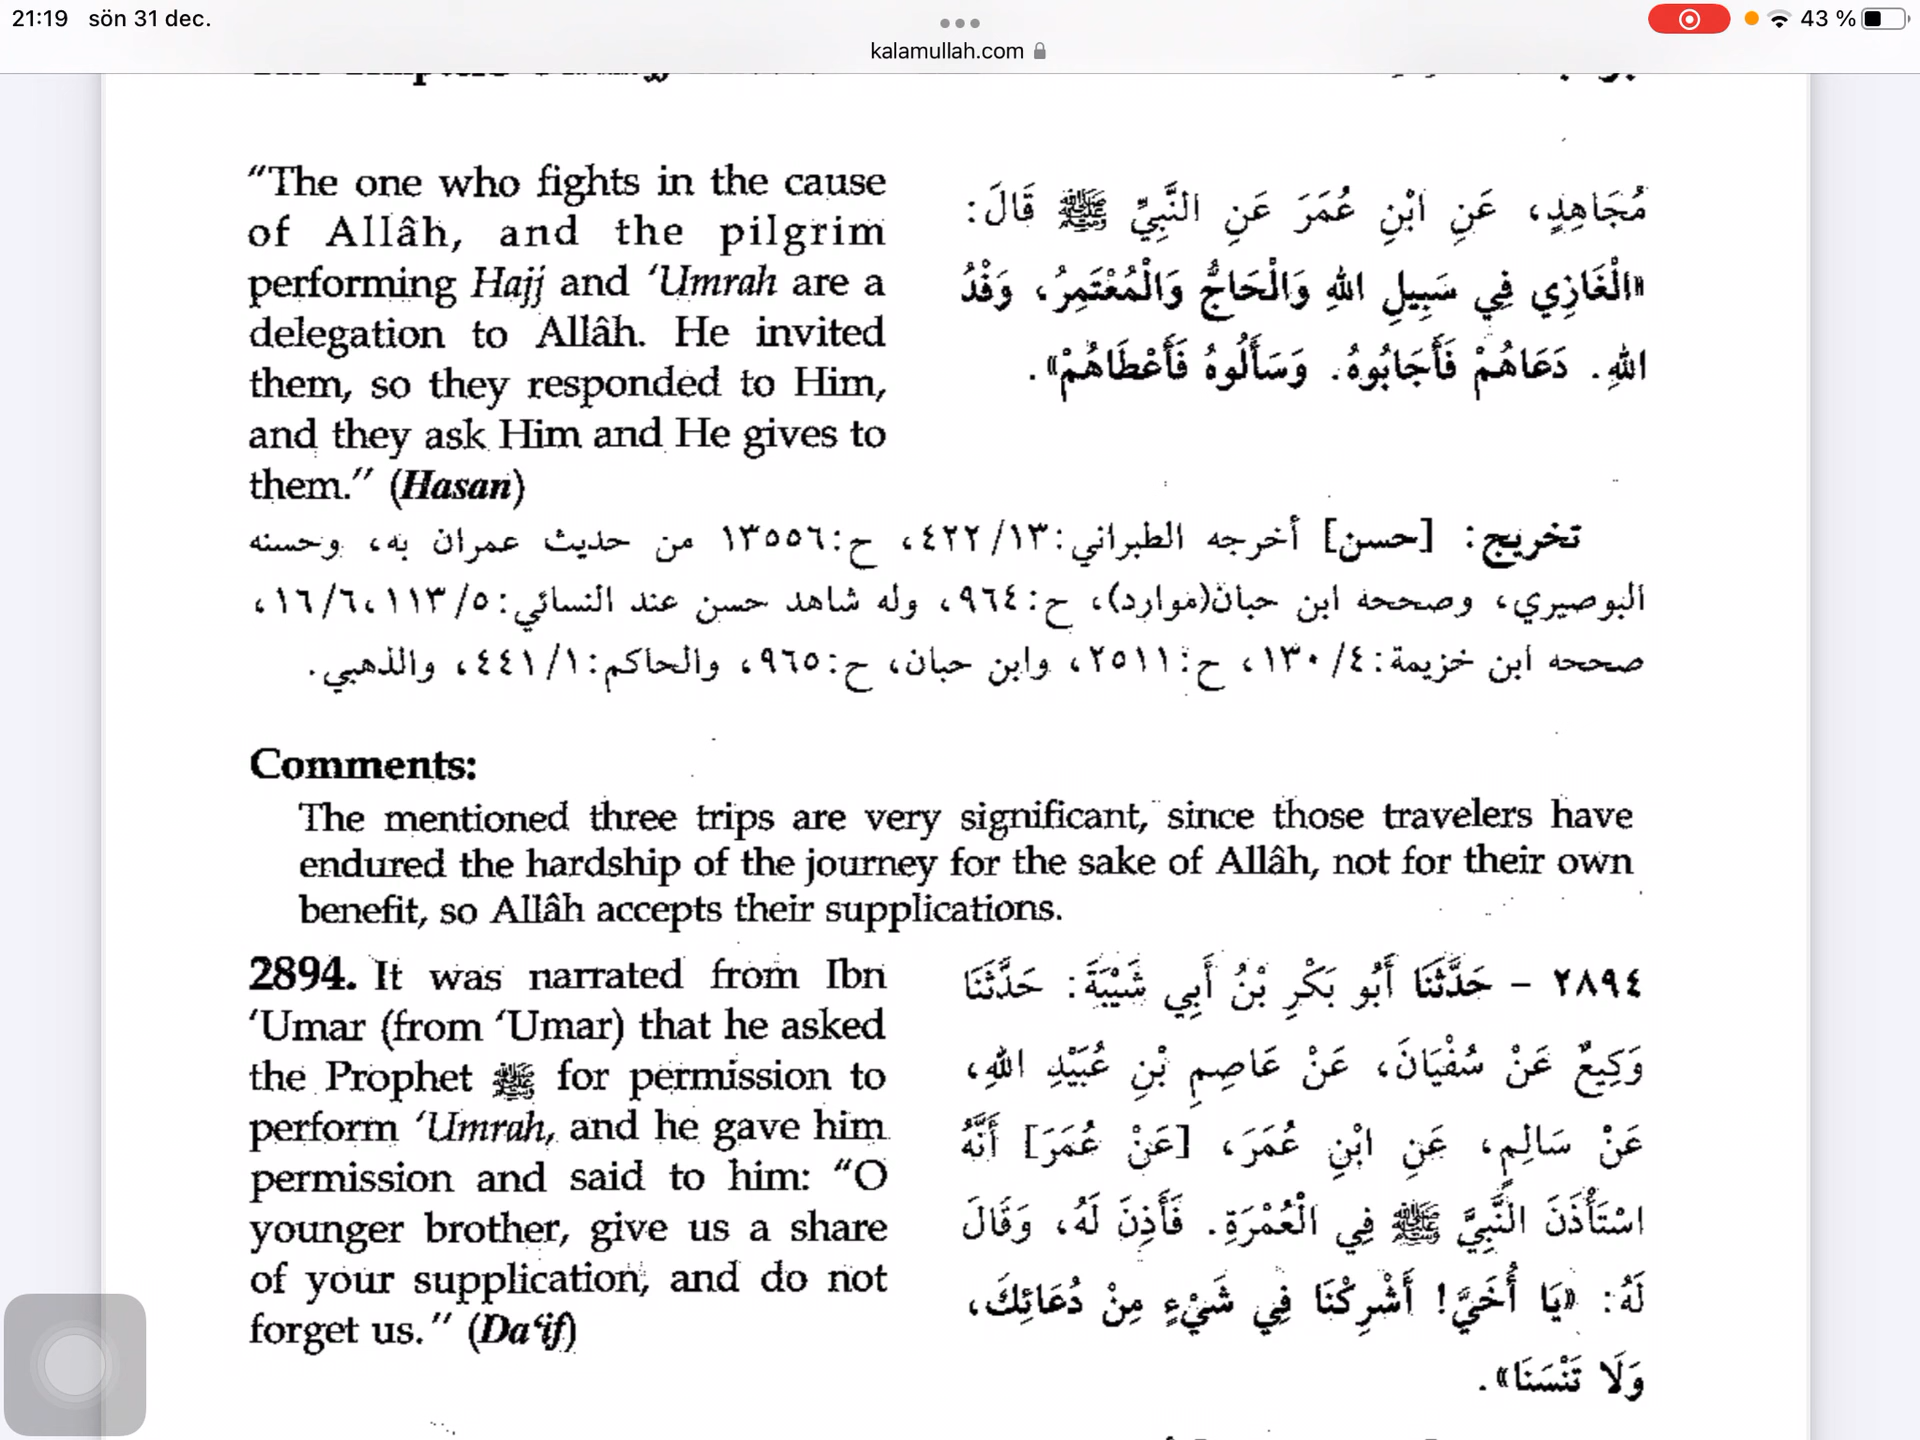 21:19 sön 31 dec.
43 %
kalamullah.com
"The one who fights in the cause
of Allâh, and the pilgrim
performing Hajj and 'Umrah are a
delegation to Allâh. He invited
them, so they responded to Him,
and they ask Him and He gives to
them." (Hasan)
مُجَاهِدٍ، عَنِ ابْنِ عُمَرَ عَنِ النَّبِيِّ ﷺ قَالَ:
«الْغَازِي فِي سَبِيلِ اللهِ وَالْحَاجُّ وَالْمُعْتَمِرُ، وَفْدُ
اللهِ. دَعَاهُمْ فَأَجَابُوهُ. وَسَأَلُوهُ فَأَعْطَاهُمْ».
تخريج: [حسن] أخرجه الطبراني:١٣/ ٤٢٢، ح:١٣٥٥٦ من حديث عمران به، وحسنه
البوصيري، وصححه ابن حبان(موارد)، ح:٩٦٤، وله شاهد حسن عند النسائي:٥/ ١١٣،٦/ ١٦،
صححه ابن خزيمة:٤/ ١٣٠، ح:٢٥١١، وابن حبان، ح:٩٦٥، والحاكم:١/ ٤٤١، والذهبي.
Comments:
The mentioned three trips are very significant, since those travelers have
endured the hardship of the journey for the sake of Allâh, not for their own
benefit, so Allâh accepts their supplications.
2894. It was narrated from Ibn
'Umar (from 'Umar) that he asked
the Prophet ﷺ for permission to
perform 'Umrah, and he gave him
permission and said to him: "O
younger brother, give us a share
of your supplication, and do not
forget us." (Da'if)
٢٨٩٤ - حَدَّثَنَا أَبُو بَكْرِ بْنُ أَبِي شَيْبَةَ: حَدَّثَنَا
وَكِيعٌ عَنْ سُفْيَانَ، عَنْ عَاصِمِ بْنِ عُبَيْدِ اللهِ،
عَنْ سَالِمٍ، عَنِ ابْنِ عُمَرَ، [عَنْ عُمَرَ] أَنَّهُ
اسْتَأْذَنَ النَّبِيَّ ﷺ فِي الْعُمْرَةِ. فَأَذِنَ لَهُ، وَقَالَ
لَهُ: «يَا أُخَيَّ! أَشْرِكْنَا فِي شَيْءٍ مِنْ دُعَائِكَ،
وَلَا تَنْسَنَا».